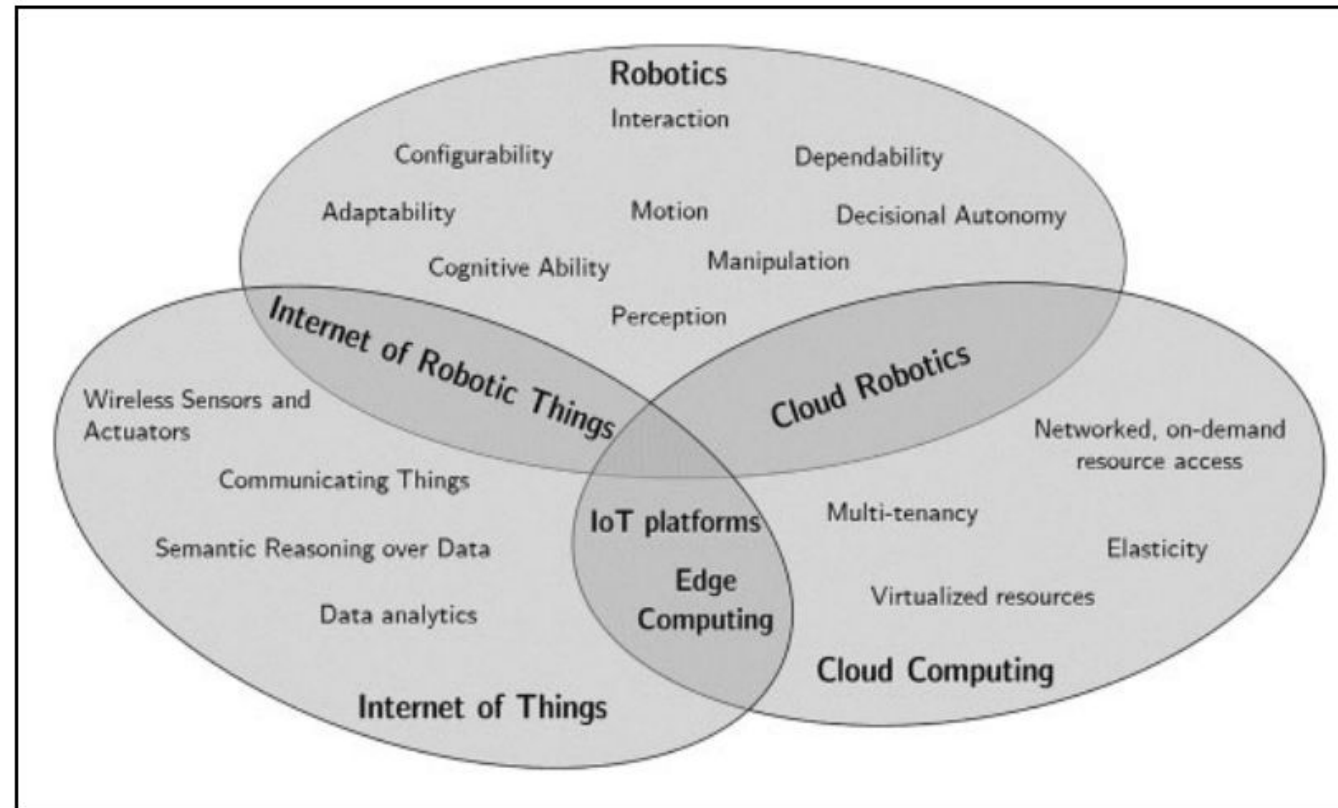 Robotics
Interaction
Configurability
Dependability
Adaptability
Motion
Decisional Autonomy
Cognitive Ability
Manipulation
Perception
Internet of Robotic Things
Cloud Robotics
Wireless Sensors and
Actuators
Communicating Things
Semantic Reasoning over Data
Data analytics
Internet of Things
IoT platforms
Edge
Computing
Networked, on-demand
resource access
Multi-tenancy
Elasticity
Virtualized resources
Cloud Computing